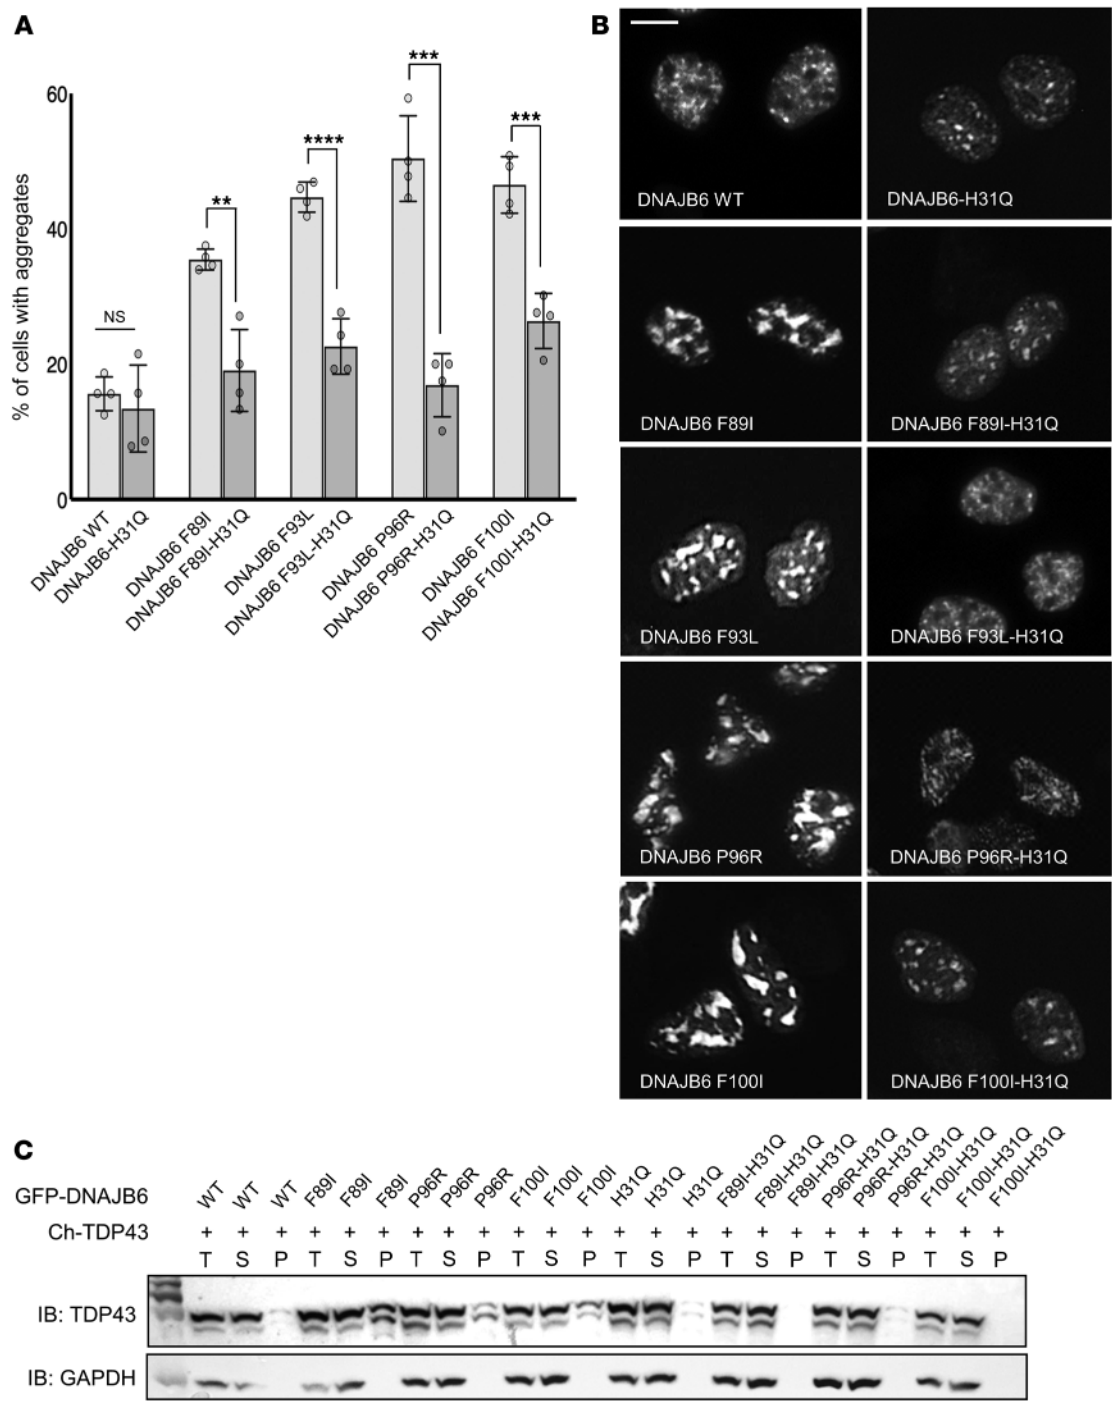 A
B
***
***
60
****
**
40
NS
20
0
% of cells with aggregates
DNAJB6 WT
DNAJB6-H31Q
DNAJB6 F89I
DNAJB6 F89I-H31Q
DNAJB6 F93L
DNAJB6 F93L-H31Q
DNAJB6 P96R
DNAJB6 P96R-H31Q
DNAJB6 F100I
DNAJB6 F100I-H31Q
DNAJB6 WT
DNAJB6-H31Q
DNAJB6 F89I
DNAJB6 F89I-H31Q
DNAJB6 F93L
DNAJB6 F93L-H31Q
DNAJB6 P96R
DNAJB6 P96R-H31Q
DNAJB6 F100I
DNAJB6 F100I-H31Q
C
GFP-DNAJB6 WT WT WT F89I F89I F89I P96R P96R P96R F100I F100I F100I H31Q H31Q H31Q F89I-H31Q F89I-H31Q F89I-H31Q P96R-H31Q P96R-H31Q P96R-H31Q F100I-H31Q F100I-H31Q F100I-H31Q
Ch-TDP43 + + + + + + + + + + + + + + + + + + + + + + + +
T S P T S P T S P T S P T S P T S P T S P T S P
IB: TDP43
IB: GAPDH